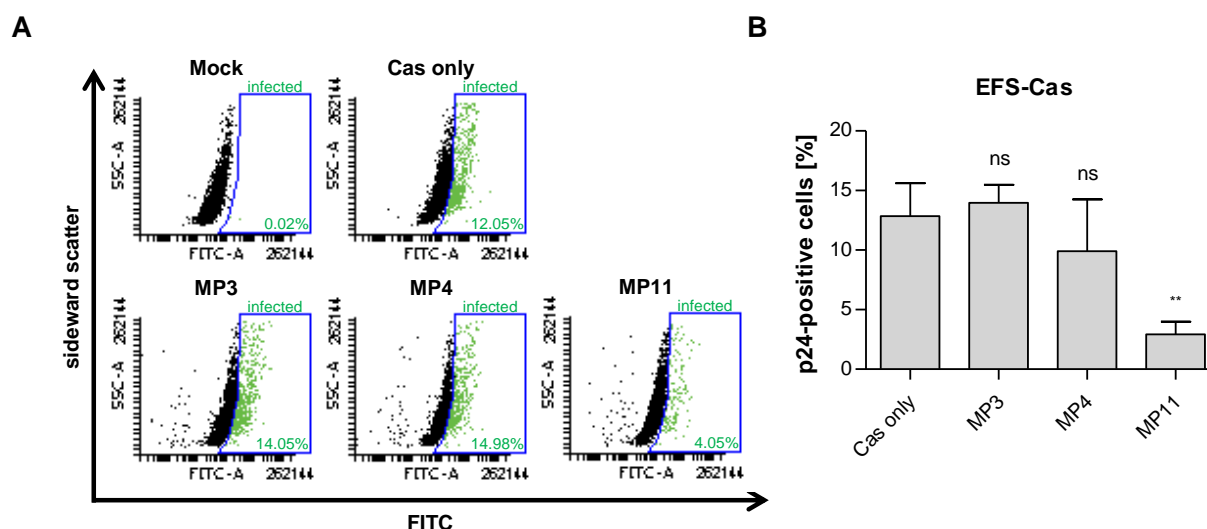 A
B
Mock
Cas only
infected
infected
262144
SSC-A
0.02%
FITC-A 262144
262144
SSC-A
12.05%
FITC-A 262144
MP3
MP4
MP11
infected
infected
infected
262144
SSC-A
14.05%
FITC-A 262144
262144
SSC-A
14.98%
FITC-A 262144
262144
SSC-A
4.05%
FITC-A 262144
sideward scatter
FITC
EFS-Cas
p24-positive cells [%]
20
15
10
5
0
ns
ns
**
Cas only
MP3
MP4
MP11